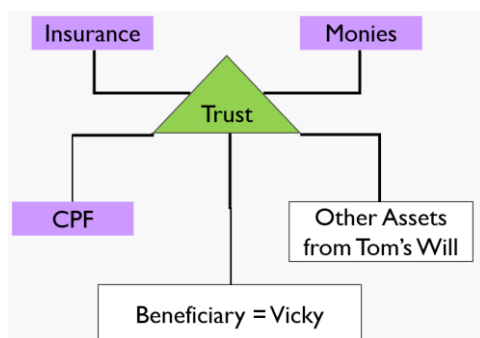 Insurance
Monies
Trust
CPF
Other Assets
from Tom's Will
Beneficiary = Vicky